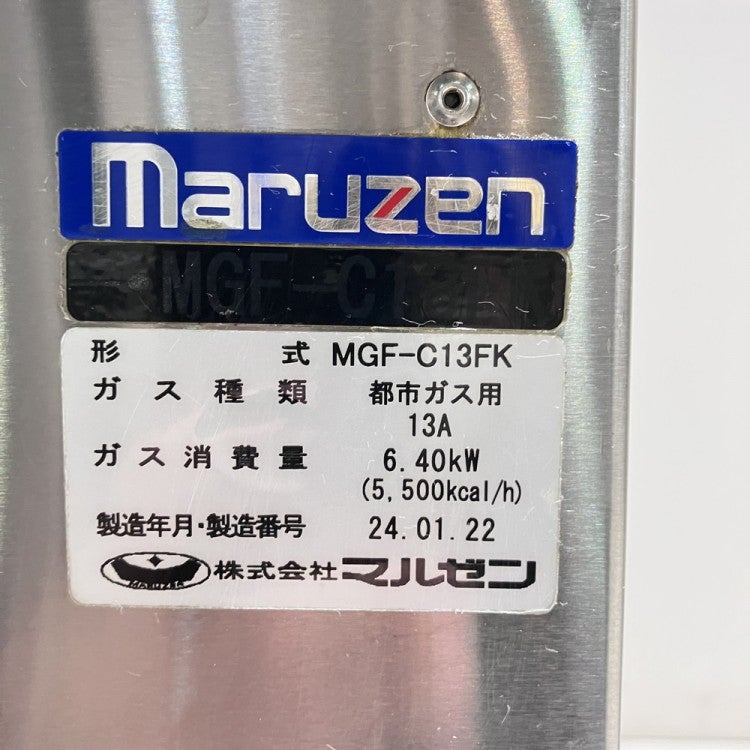 maruzen
MGF-C1
形式 MGF-C13FK
ガス種類 都市ガス用
13A
ガス消費量 6.40kW
(5,500kcal/h)
製造年月・製造番号 24.01.22
MARUZEN 株式会社マルゼン